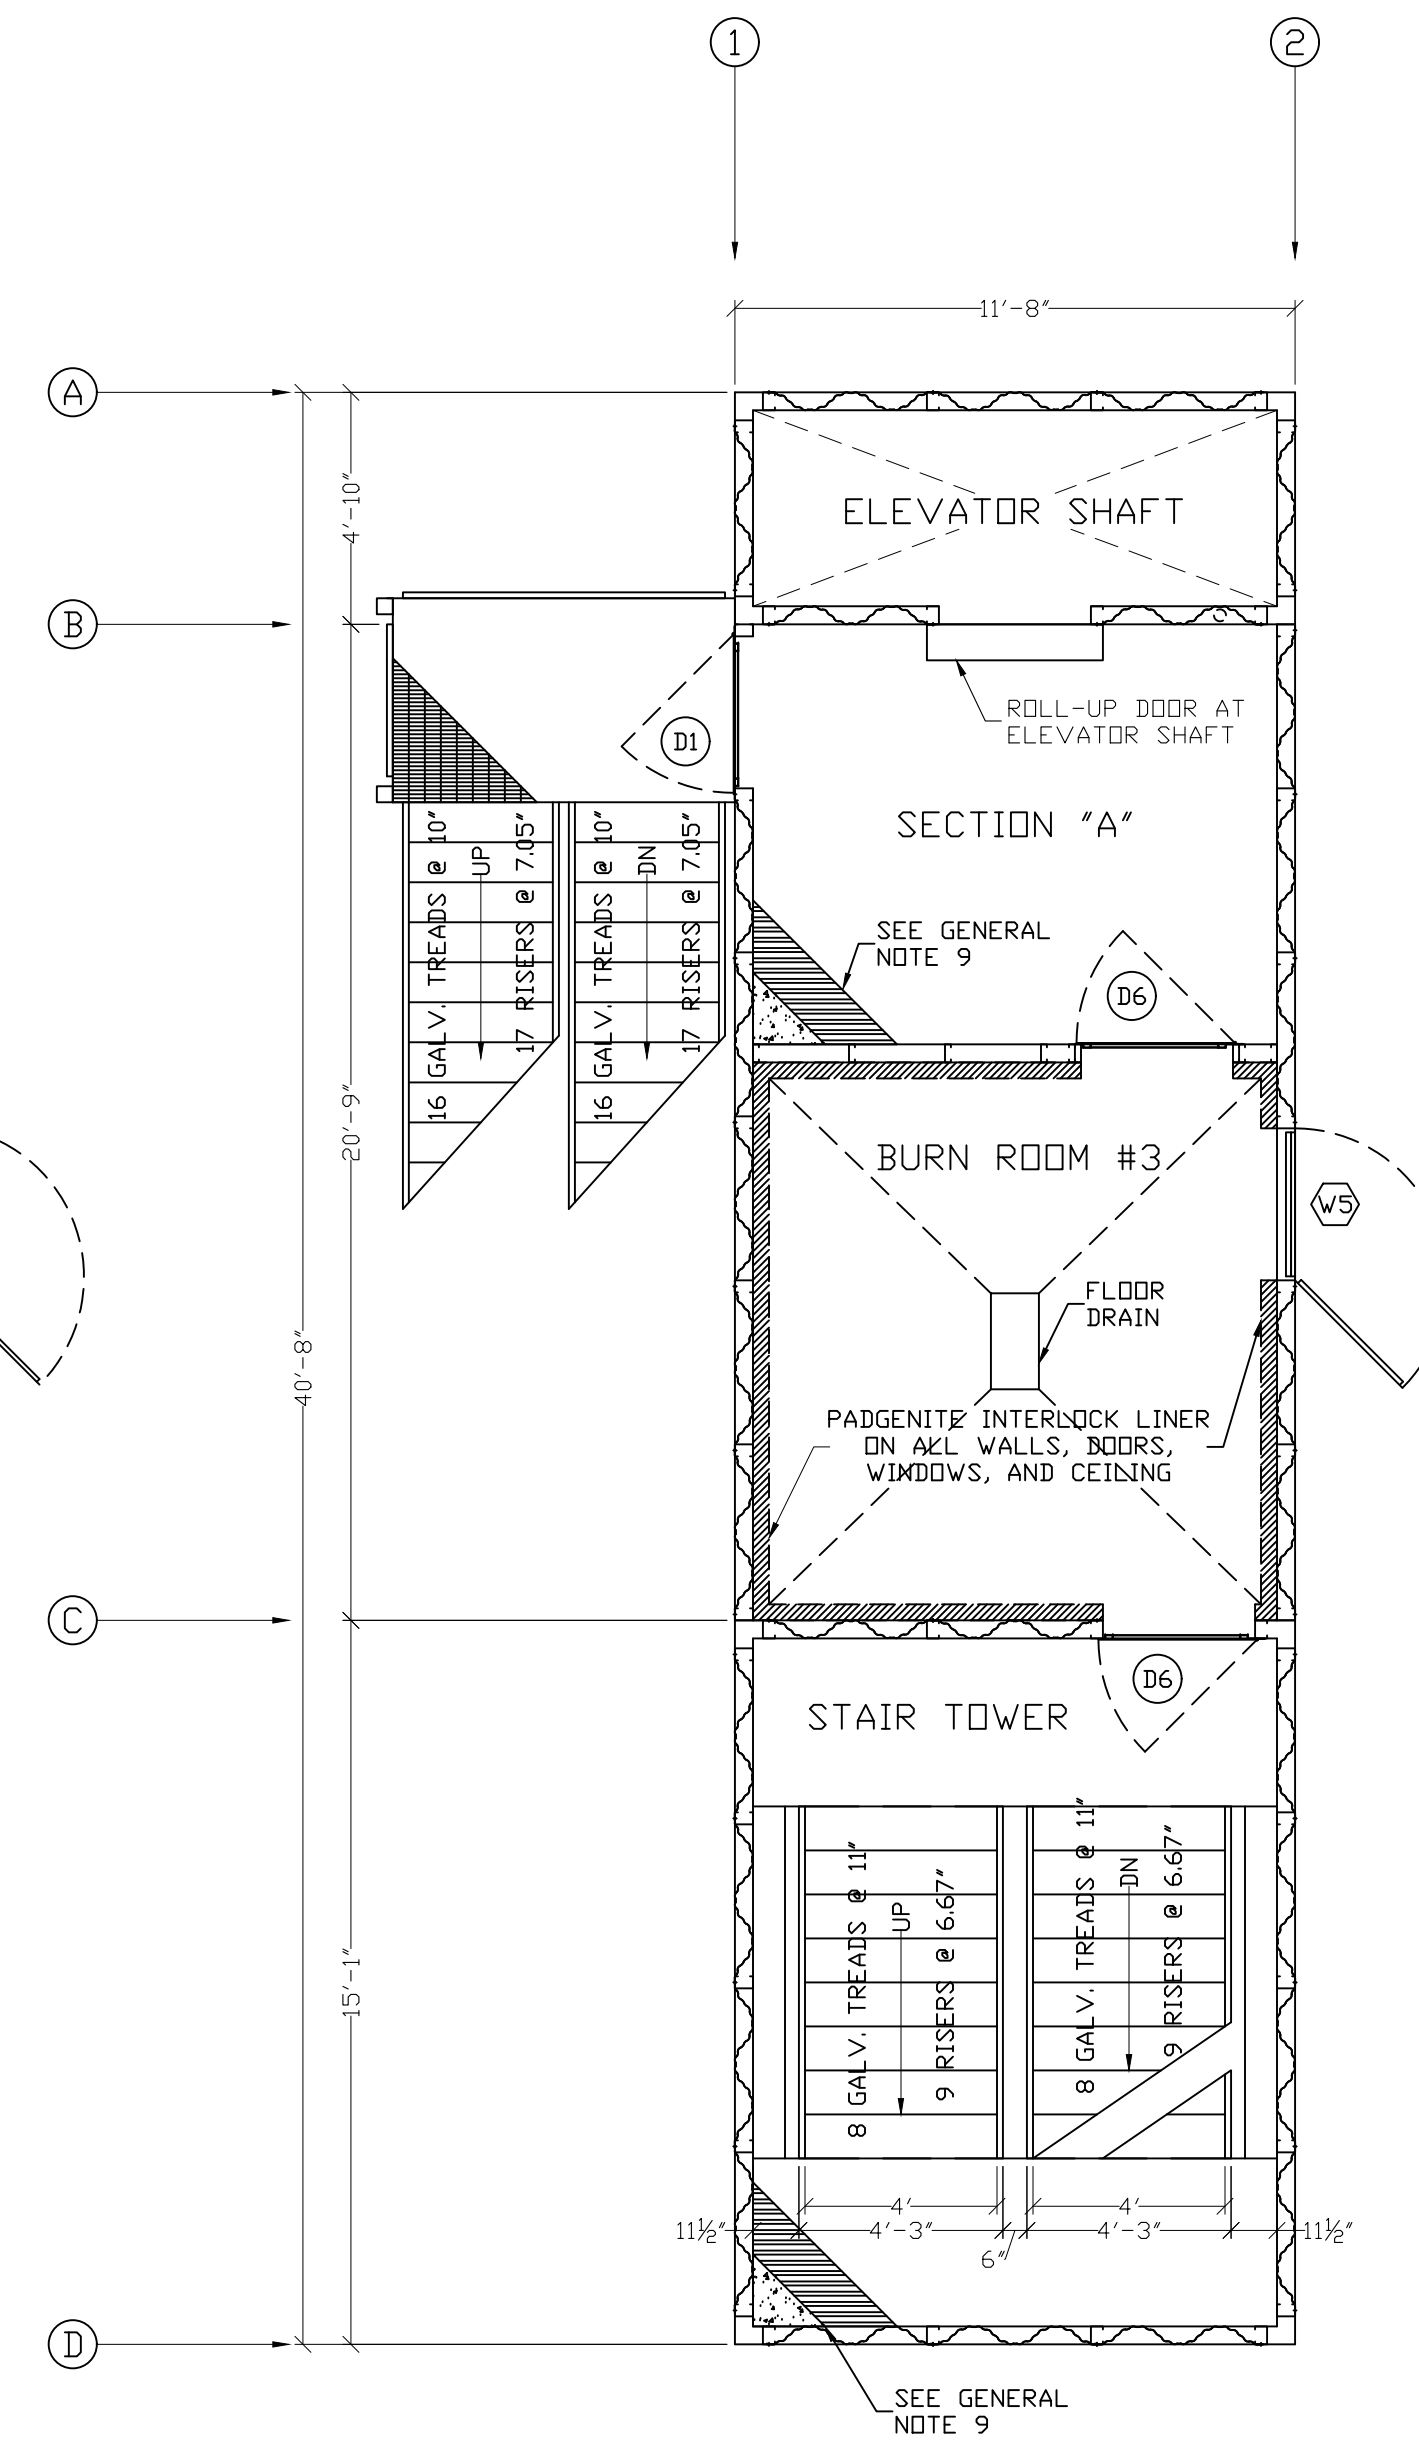 1
2
11'-8"
A
4'-10"
ELEVATOR SHAFT
B
ROLL-UP DOOR AT
ELEVATOR SHAFT
D1
SECTION "A"
16 GALV. TREADS @ 10"
UP
17 RISERS @ 7.05"
16 GALV. TREADS @ 10"
DN
17 RISERS @ 7.05"
SEE GENERAL
NOTE 9
D6
20'-9"
BURN ROOM #3
W5
FLOOR
DRAIN
40'-8"
PADGENITE INTERLOCK LINER
ON ALL WALLS, DOORS,
WINDOWS, AND CEILING
C
D6
STAIR TOWER
15'-1"
8 GALV. TREADS @ 11"
UP
9 RISERS @ 6.67"
8 GALV. TREADS @ 11"
DN
9 RISERS @ 6.67"
4'
4'
11½"
4'-3"
6"
4'-3"
11½"
D
SEE GENERAL
NOTE 9